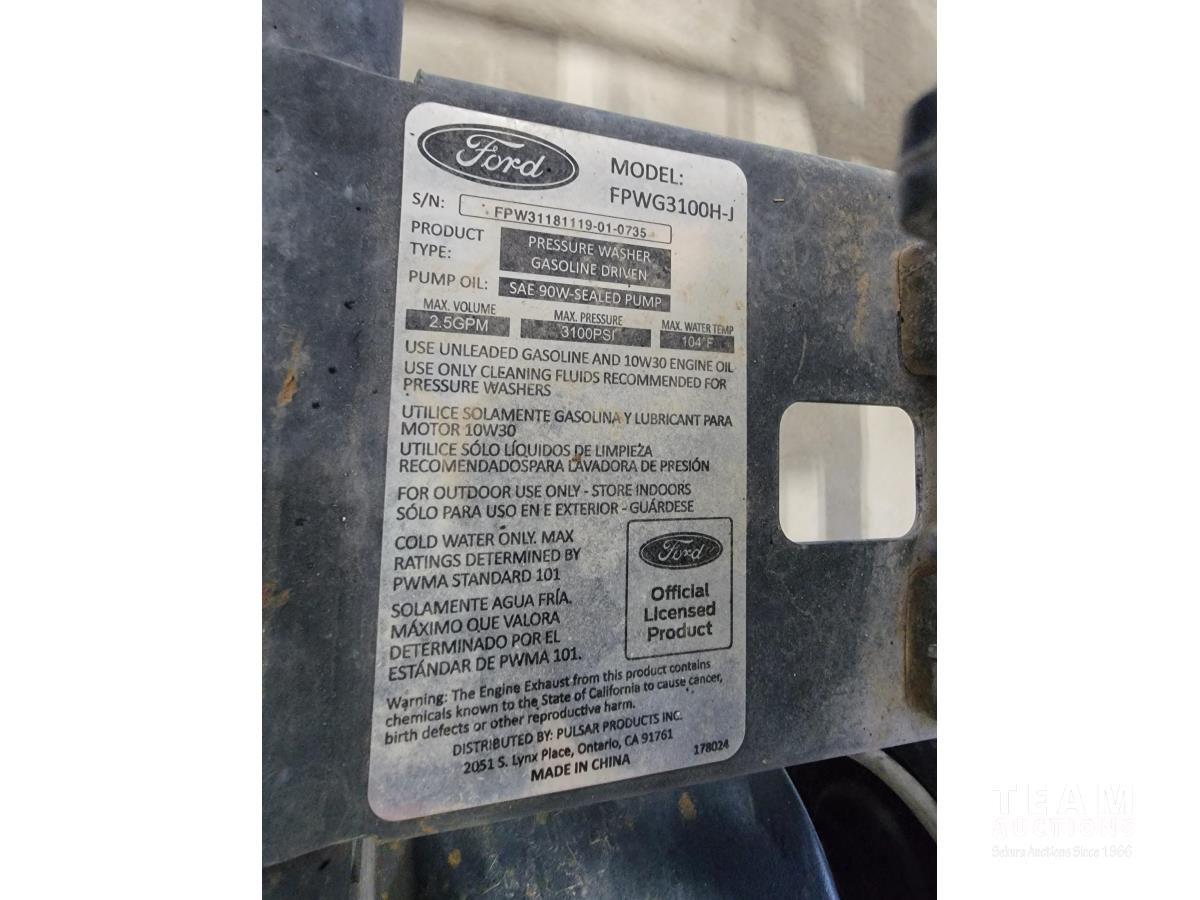 Ford
MODEL:
FPWG3100H-J
S/N: FPW31181119-01-0735
PRODUCT TYPE: PRESSURE WASHER
GASOLINE DRIVEN
PUMP OIL: SAE 90W-SEALED PUMP
MAX. VOLUME
2.5GPM
MAX. PRESSURE
3100PSI
MAX. WATER TEMP
104°F
USE UNLEADED GASOLINE AND 10W30 ENGINE OIL
USE ONLY CLEANING FLUIDS RECOMMENDED FOR
PRESSURE WASHERS
UTILICE SOLAMENTE GASOLINA Y LUBRICANT PARA
MOTOR 10W30
UTILICE SÓLO LÍQUIDOS DE LIMPIEZA
RECOMENDADOSPARA LAVADORA DE PRESIÓN
FOR OUTDOOR USE ONLY - STORE INDOORS
SÓLO PARA USO EN E EXTERIOR - GUÁRDESE
COLD WATER ONLY. MAX
RATINGS DETERMINED BY
PWMA STANDARD 101
SOLAMENTE AGUA FRÍA.
MÁXIMO QUE VALORA
DETERMINADO POR EL
ESTÁNDAR DE PWMA 101.
Ford
Official
Licensed
Product
Warning: The Engine Exhaust from this product contains
chemicals known to the State of California to cause cancer,
birth defects or other reproductive harm.
DISTRIBUTED BY: PULSAR PRODUCTS INC.
2051 S. Lynx Place, Ontario, CA 91761
MADE IN CHINA
178024
TEAM
AUCTIONS
Sekura Auctions Since 1966